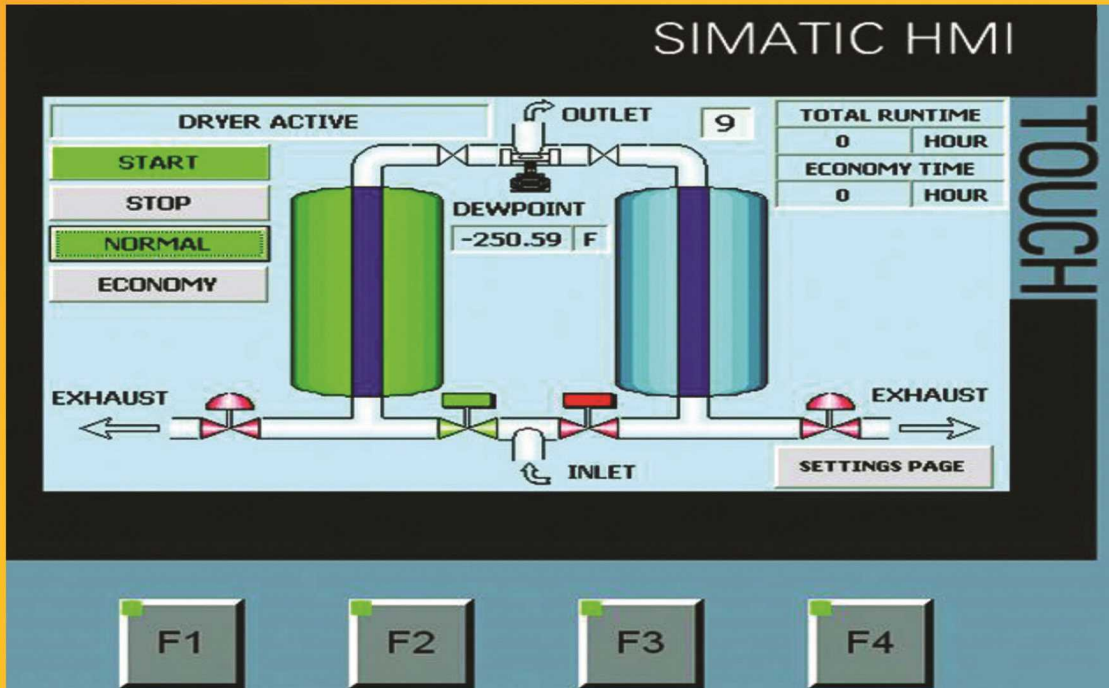 SIMATIC HMI
TOUCH
DRYER ACTIVE
START
STOP
NORMAL
ECONOMY
OUTLET
9
DEWPOINT
-250.59 F
TOTAL RUNTIME
0 HOUR
ECONOMY TIME
0 HOUR
EXHAUST
INLET
EXHAUST
SETTINGS PAGE
F1 F2 F3 F4